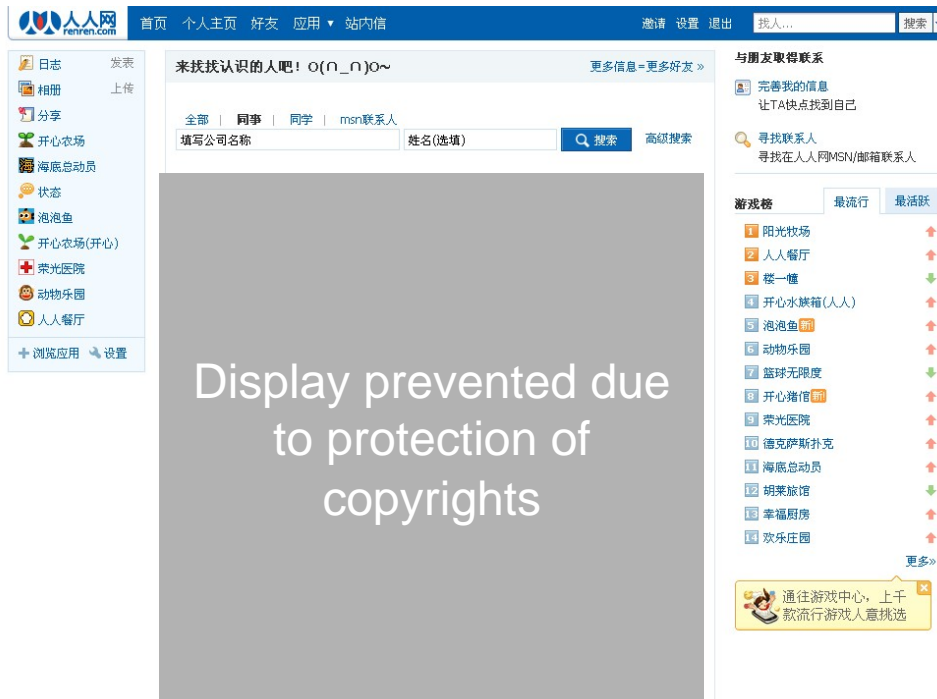 人人网
renren.com
首页 个人主页 好友 应用 ▾ 站内信
邀请 设置 退出
找人...
搜索
日志 发表
相册 上传
分享
开心农场
海底总动员
状态
泡泡鱼
开心农场(开心)
荣光医院
动物乐园
人人餐厅
浏览应用 设置
来找找认识的人吧！O(∩_∩)O~
更多信息=更多好友 »
全部 | 同事 | 同学 | msn联系人
填写公司名称 姓名(选填) 搜索 高级搜索
Display prevented due
to protection of
copyrights
与朋友取得联系
完善我的信息
让TA快点找到自己
寻找联系人
寻找在人人网MSN/邮箱联系人
游戏榜 最流行 最活跃
1 阳光牧场
2 人人餐厅
3 楼一幢
4 开心水族箱(人人)
5 泡泡鱼 新!
6 动物乐园
7 篮球无限度
8 开心猪倌 新!
9 荣光医院
10 德克萨斯扑克
11 海底总动员
12 胡莱旅馆
13 幸福厨房
14 欢乐庄园
更多»
通往游戏中心，上千
款流行游戏人意挑选